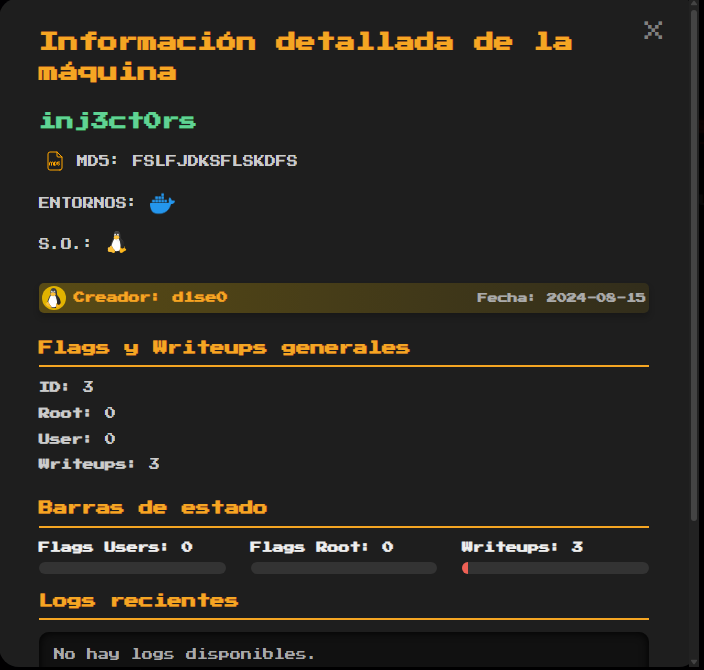 Información detallada de la
máquina
inj3ct0rs
MD5: FSLFJDKSFLSKDFS
ENTORNOS:
S.O.:
Creador: d1se0 Fecha: 2024-08-15
Flags y Writeups generales
ID: 3
Root: 0
User: 0
Writeups: 3
Barras de estado
Flags Users: 0 Flags Root: 0 Writeups: 3
Logs recientes
No hay logs disponibles.